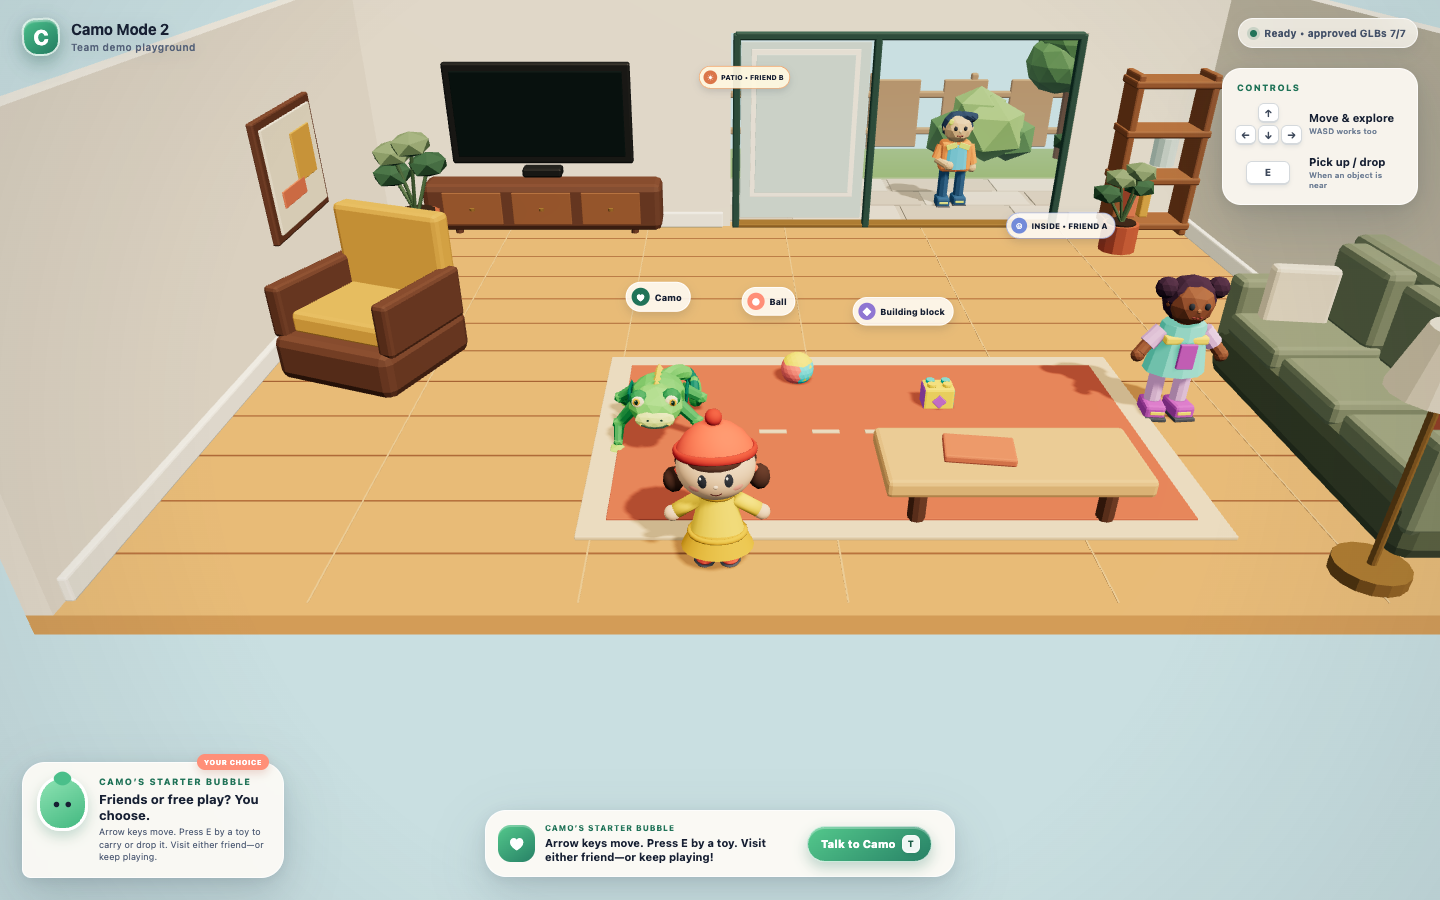 C
Camo Mode 2
Team demo playground
Ready • approved GLBs 7/7
CONTROLS
↑
← ↓ →
Move & explore
WASD works too
E
Pick up / drop
When an object is
near
PATIO • FRIEND B
INSIDE • FRIEND A
Camo
Ball
Building block
YOUR CHOICE
CAMO'S STARTER BUBBLE
Friends or free play? You
choose.
Arrow keys move. Press E by a toy to
carry or drop it. Visit either friend—or
keep playing.
CAMO'S STARTER BUBBLE
Arrow keys move. Press E by a toy. Visit
either friend—or keep playing!
Talk to Camo T